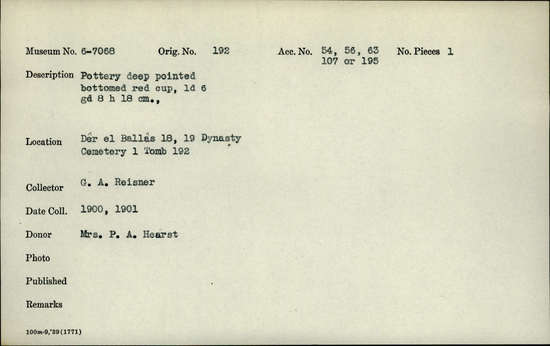 Museum No. 6-7068 Orig. No. 192 Acc. No. 54, 56, 63 No. Pieces 1
107 or 195
Description Pottery deep pointed
bottomed red cup, ld 6
gd 8 h 18 cm.,
Location Dér el Ballás 18, 19 Dynasty
Cemetery 1 Tomb 192
Collector G. A. Reisner
Date Coll. 1900, 1901
Donor Mrs. P. A. Hearst
Photo
Published
Remarks
100m-9,'39(1771)